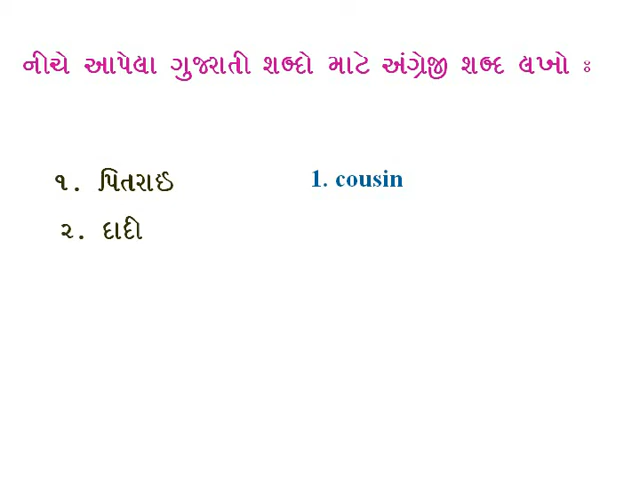 નીચે આપેલા ગુજરાતી શબ્દો માટે અંગ્રેજી શબ્દ લખો :
૧. પિતરાઈ 1. cousin
૨. દાદી